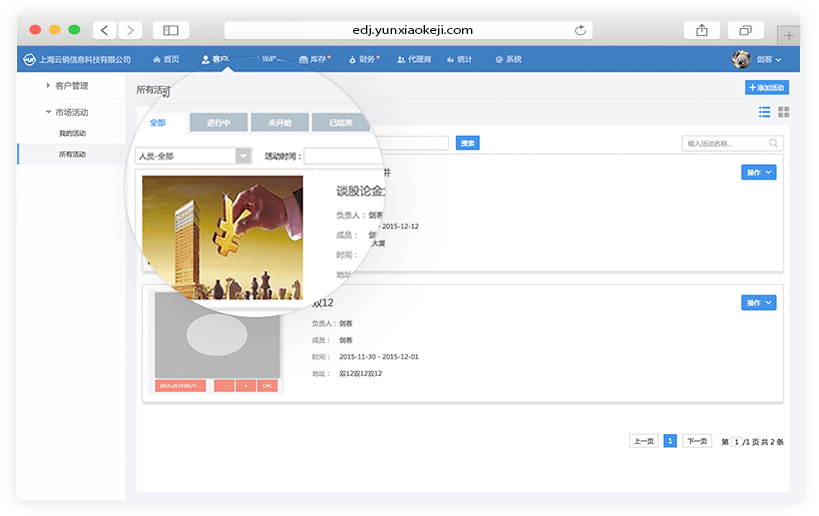 edj.yunxiaokeji.com
上海云销信息科技有限公司
首页
客户
库存
财务
代理商
统计
系统
剑客
客户管理
所有活动
添加活动
市场活动
我的活动
所有活动
全部
进行中
未开始
已结束
人员-全部
活动时间：
搜索
输入活动名称...
谈股论金
讲
操作
负责人： 剑客
- 2015-12-12
成员： 剑
大厦
时间：
地址
双12
操作
负责人： 剑客
成员： 剑客
时间： 2015-11-30 - 2015-12-01
地址： 双12双12双12
- + OK
上一页 1 下一页 第 1 /1 页 共 2 条